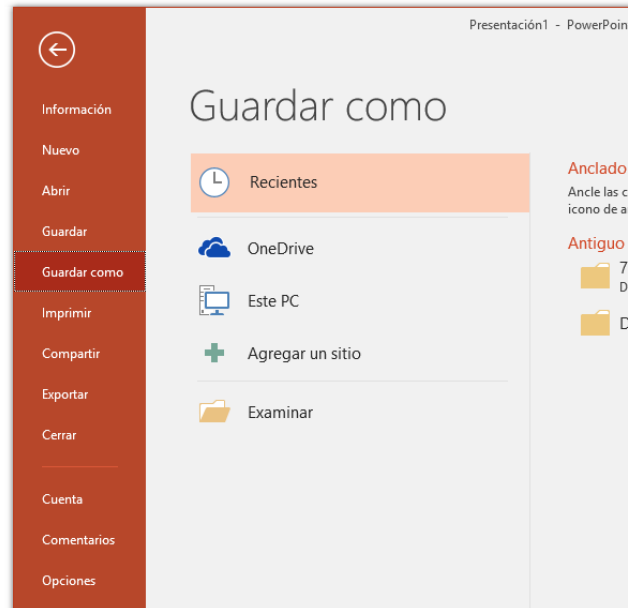 Presentación1 - PowerPoin
Información
Nuevo
Abrir
Guardar
Guardar como
Imprimir
Compartir
Exportar
Cerrar
Cuenta
Comentarios
Opciones
Guardar como
Recientes
OneDrive
Este PC
Agregar un sitio
Examinar
Anclado
Ancle las c
icono de a
Antiguo
7
D
D